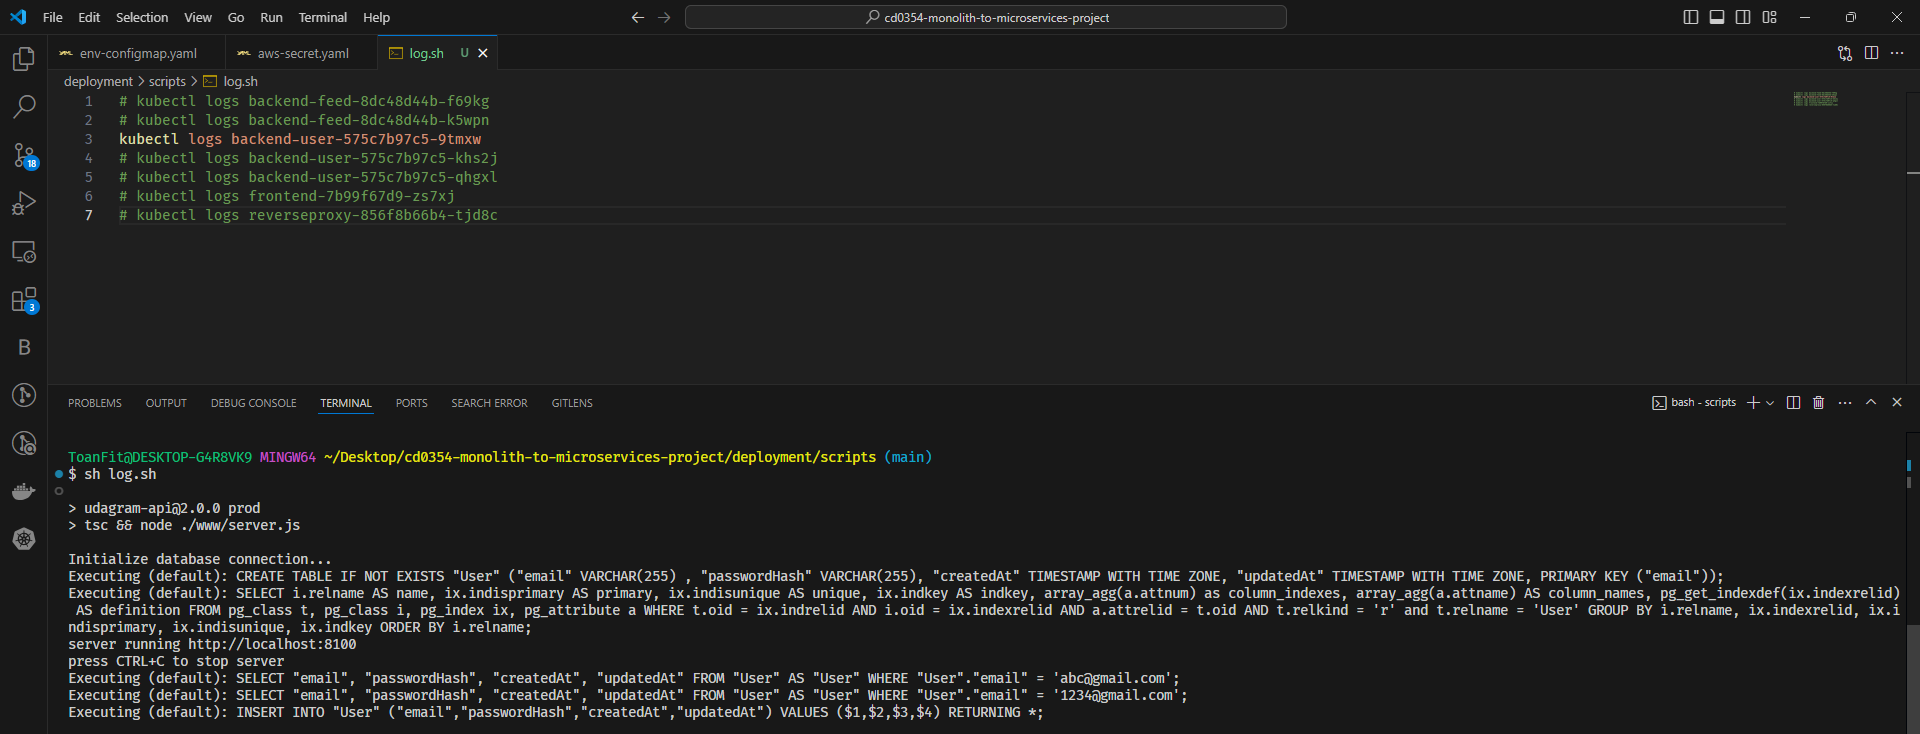 File Edit Selection View Go Run Terminal Help
cd0354-monolith-to-microservices-project
env-configmap.yaml
aws-secret.yaml
log.sh U
deployment > scripts > log.sh
1 # kubectl logs backend-feed-8dc48d44b-f69kg
2 # kubectl logs backend-feed-8dc48d44b-k5wpn
3 kubectl logs backend-user-575c7b97c5-9tmxw
4 # kubectl logs backend-user-575c7b97c5-khs2j
5 # kubectl logs backend-user-575c7b97c5-qhgxl
6 # kubectl logs frontend-7b99f67d9-zs7xj
7 # kubectl logs reverseproxy-856f8b66b4-tjd8c
18
3
B
PROBLEMS OUTPUT DEBUG CONSOLE TERMINAL PORTS SEARCH ERROR GITLENS
bash - scripts
ToanFit@DESKTOP-G4R8VK9 MINGW64 ~/Desktop/cd0354-monolith-to-microservices-project/deployment/scripts (main)
$ sh log.sh
> udagram-api@2.0.0 prod
> tsc && node ./www/server.js
Initialize database connection...
Executing (default): CREATE TABLE IF NOT EXISTS "User" ("email" VARCHAR(255) , "passwordHash" VARCHAR(255), "createdAt" TIMESTAMP WITH TIME ZONE, "updatedAt" TIMESTAMP WITH TIME ZONE, PRIMARY KEY ("email"));
Executing (default): SELECT i.relname AS name, ix.indisprimary AS primary, ix.indisunique AS unique, ix.indkey AS indkey, array_agg(a.attnum) as column_indexes, array_agg(a.attname) AS column_names, pg_get_indexdef(ix.indexrelid)
AS definition FROM pg_class t, pg_class i, pg_index ix, pg_attribute a WHERE t.oid = ix.indrelid AND i.oid = ix.indexrelid AND a.attrelid = t.oid AND t.relkind = 'r' and t.relname = 'User' GROUP BY i.relname, ix.indexrelid, ix.i
ndisprimary, ix.indisunique, ix.indkey ORDER BY i.relname;
server running http://localhost:8100
press CTRL+C to stop server
Executing (default): SELECT "email", "passwordHash", "createdAt", "updatedAt" FROM "User" AS "User" WHERE "User"."email" = 'abc@gmail.com';
Executing (default): SELECT "email", "passwordHash", "createdAt", "updatedAt" FROM "User" AS "User" WHERE "User"."email" = '1234@gmail.com';
Executing (default): INSERT INTO "User" ("email","passwordHash","createdAt","updatedAt") VALUES ($1,$2,$3,$4) RETURNING *;